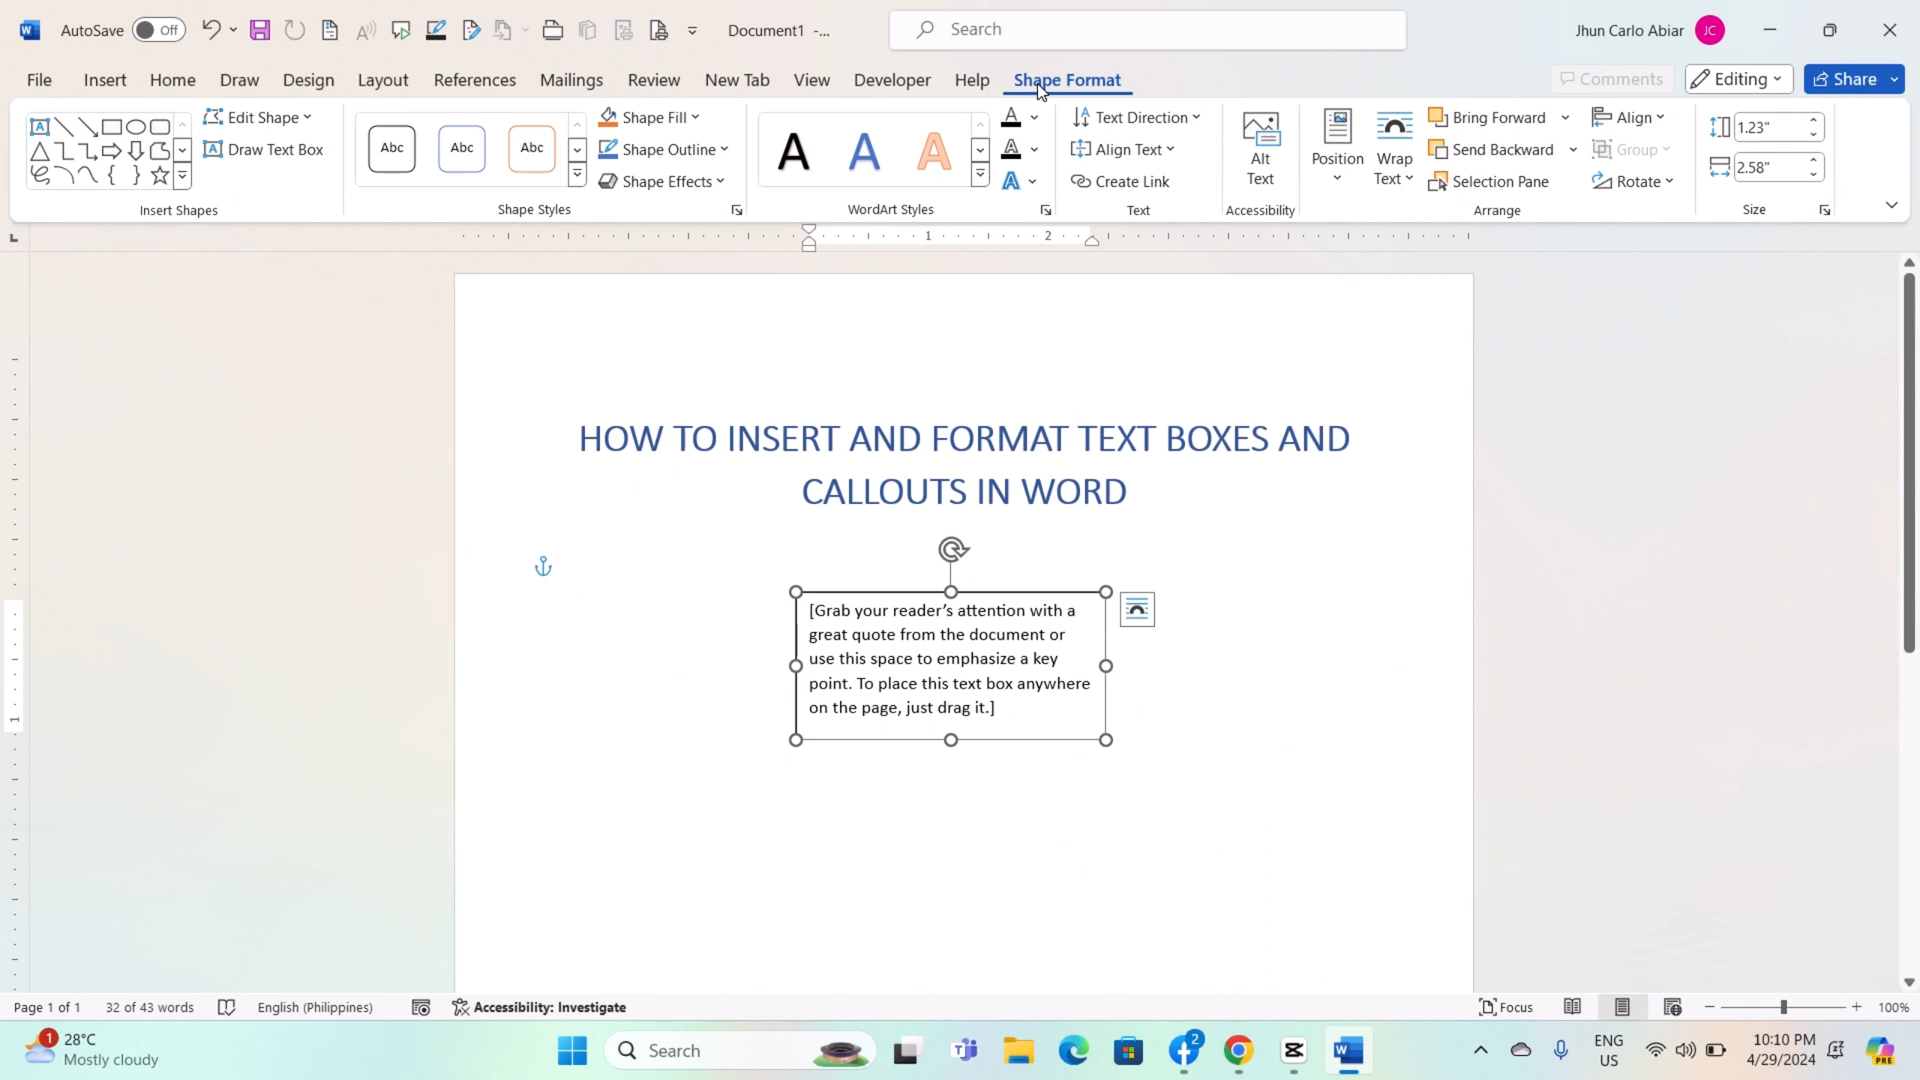 AutoSave Off Document1 -... Search Jhun Carlo Abiar JC
File Insert Home Draw Design Layout References Mailings Review New Tab View Developer Help Shape Format Comments Editing Share
Edit Shape
Draw Text Box
Insert Shapes
Abc Abc Abc
Shape Fill
Shape Outline
Shape Effects
Shape Styles
A A A
WordArt Styles
Text Direction
Align Text
Create Link
Text
Alt
Text
Accessibility
Position
Wrap
Text
Bring Forward
Send Backward
Selection Pane
Align
Group
Rotate
Arrange
1.23"
2.58"
Size
1 2
HOW TO INSERT AND FORMAT TEXT BOXES AND
CALLOUTS IN WORD
[Grab your reader’s attention with a
great quote from the document or
use this space to emphasize a key
point. To place this text box anywhere
on the page, just drag it.]
1
Page 1 of 1 32 of 43 words English (Philippines) Accessibility: Investigate Focus 100%
1 28°C
Mostly cloudy
Search
2
ENG
US
10:10 PM
4/29/2024
PRE